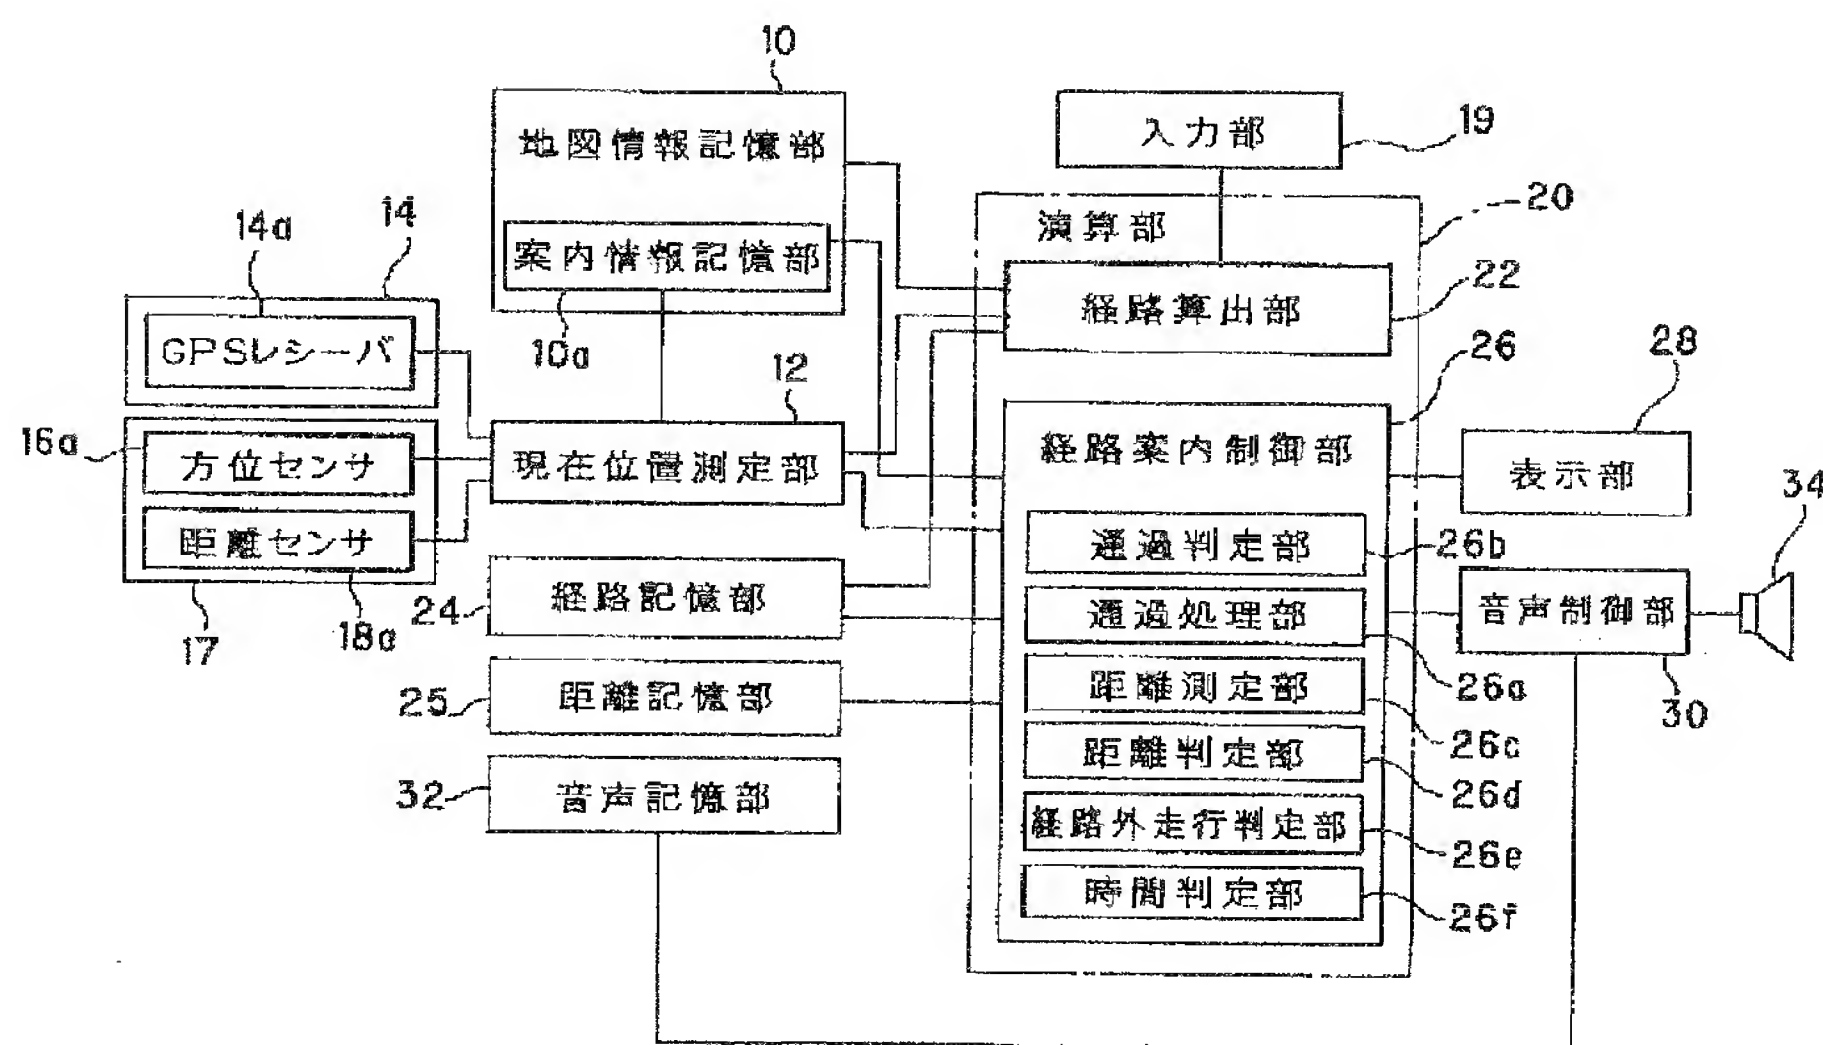 10
地図情報記憶部
案内情報記憶部
10a
入力部
19
演算部
20
経路算出部
22
14a
14
GPSレシーバ
16a
方位センサ
距離センサ
17
18a
12
現在位置測定部
26
経路案内制御部
28
表示部
34
24
経路記憶部
25
距離記憶部
32
音声記憶部
通過判定部
26b
通過処理部
26a
距離測定部
26c
距離判定部
26d
経路外走行判定部
26e
時間判定部
26f
音声制御部
30